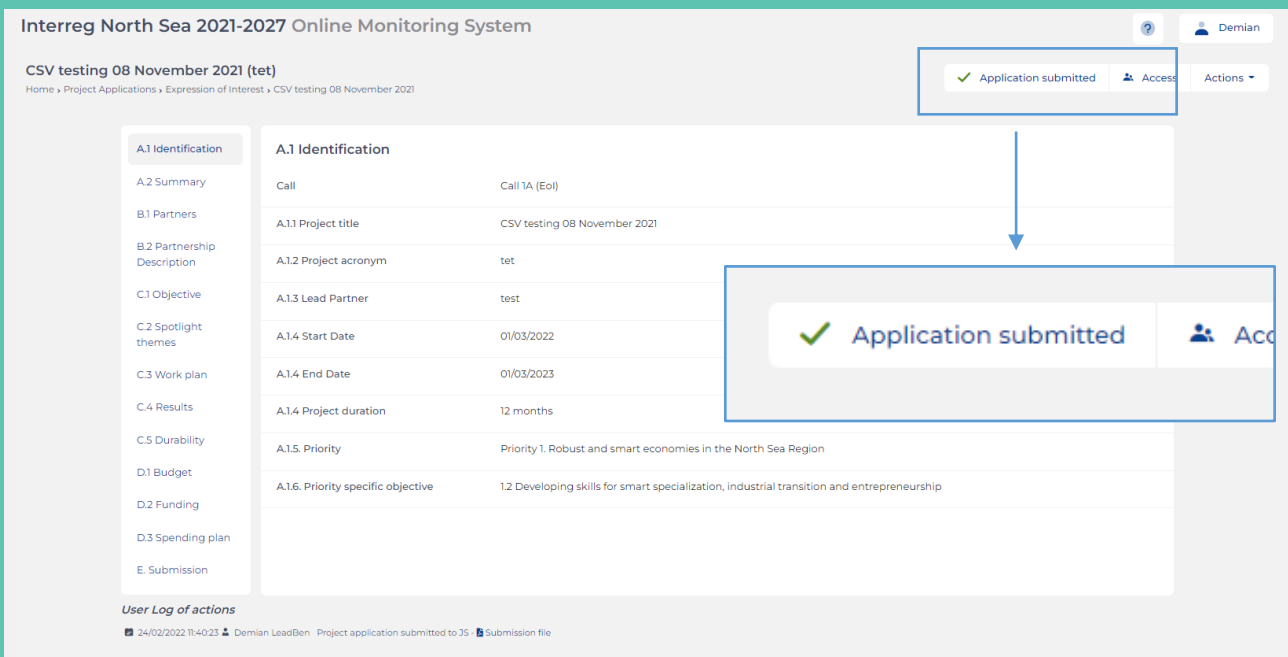 Interreg North Sea 2021-2027 Online Monitoring System
? Demian
CSV testing 08 November 2021 (tet)
Home › Project Applications › Expression of Interest › CSV testing 08 November 2021
Application submitted Access Actions
A.1 Identification
A.2 Summary
B.1 Partners
B.2 Partnership
Description
C.1 Objective
C.2 Spotlight
themes
C.3 Work plan
C.4 Results
C.5 Durability
D.1 Budget
D.2 Funding
D.3 Spending plan
E. Submission
A.1 Identification
Call Call 1A (EoI)
A.1.1 Project title CSV testing 08 November 2021
A.1.2 Project acronym tet
A.1.3 Lead Partner test
A.1.4 Start Date 01/03/2022
A.1.4 End Date 01/03/2023
A.1.4 Project duration 12 months
A.1.5. Priority Priority 1. Robust and smart economies in the North Sea Region
A.1.6. Priority specific objective 1.2 Developing skills for smart specialization, industrial transition and entrepreneurship
Application submitted Acc
User Log of actions
24/02/2022 11:40:23 Demian LeadBen Project application submitted to JS - Submission file